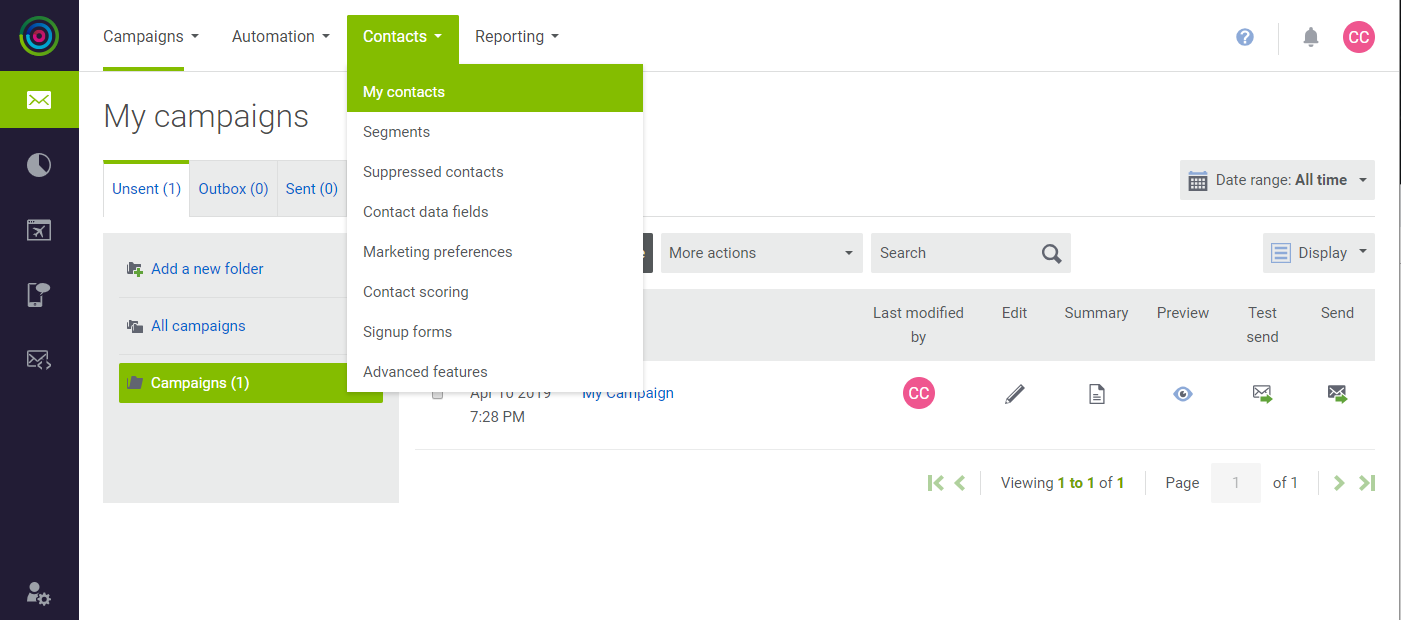 Campaigns Automation Contacts Reporting
CC
My contacts
Segments
Suppressed contacts
Contact data fields
Marketing preferences
Contact scoring
Signup forms
Advanced features
My campaigns
Unsent (1) Outbox (0) Sent (0)
Date range: All time
Add a new folder
All campaigns
Campaigns (1)
More actions Search Display
Last modified by Edit Summary Preview Test send Send
Apr 10 2019 My Campaign CC
7:28 PM
Viewing 1 to 1 of 1 Page 1 of 1